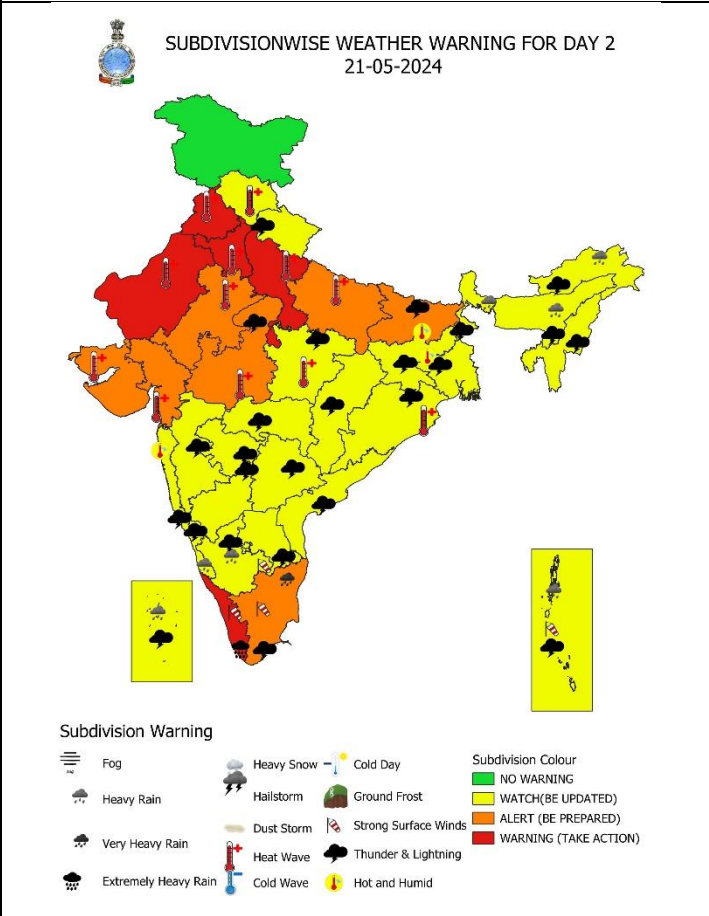 SUBDIVISIONWISE WEATHER WARNING FOR DAY 2
21-05-2024
Subdivision Warning
Fog
Heavy Rain
Very Heavy Rain
Extremely Heavy Rain
Heavy Snow
Hailstorm
Dust Storm
Heat Wave
Cold Wave
Cold Day
Ground Frost
Strong Surface Winds
Thunder & Lightning
Hot and Humid
Subdivision Colour
NO WARNING
WATCH(BE UPDATED)
ALERT (BE PREPARED)
WARNING (TAKE ACTION)